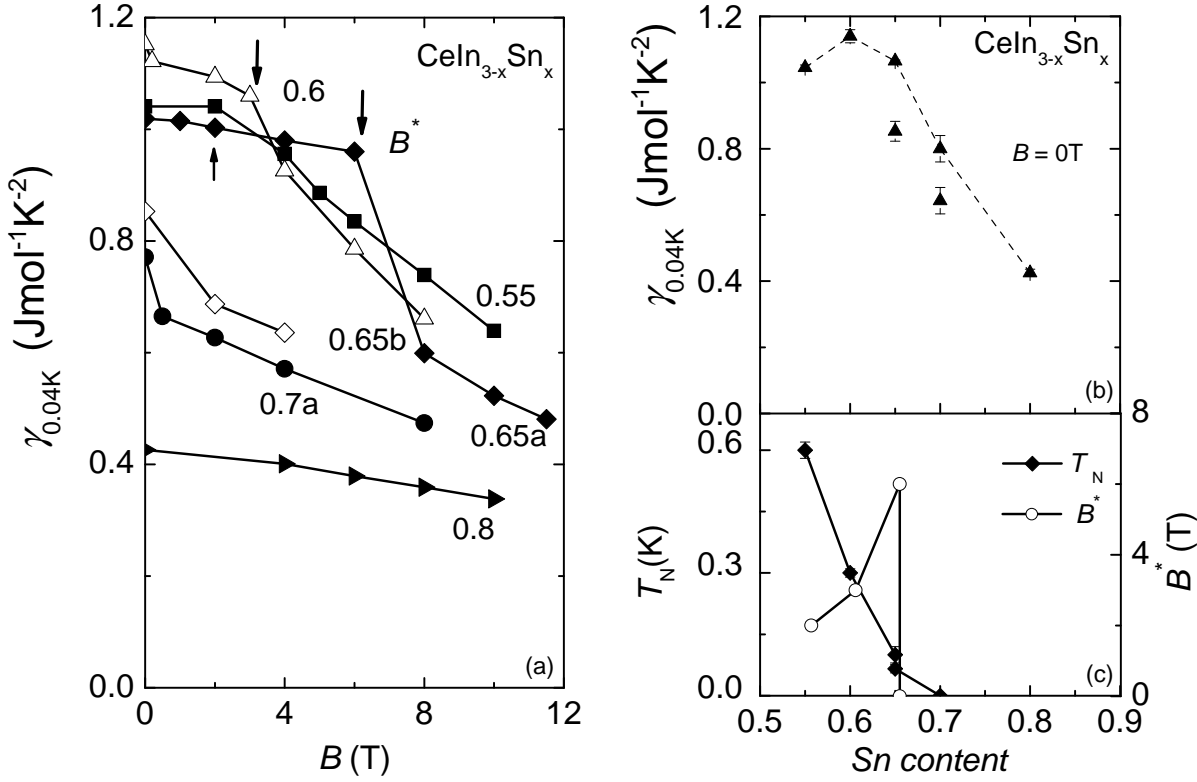 1.2
0.8
0.4
0.0
γ0.04K (Jmol-1K-2)
CeIn3-xSnx
0.6
B*
0.55
0.65b
0.7a
0.65a
0.8
(a)
0 4 8 12
B (T)
1.2
0.8
0.4
0.0
γ0.04K (Jmol-1K-2)
CeIn3-xSnx
B = 0T
(b)
0.6
0.3
0.0
TN(K)
TN
B*
(c)
8
4
0
B* (T)
0.5 0.6 0.7 0.8 0.9
Sn content